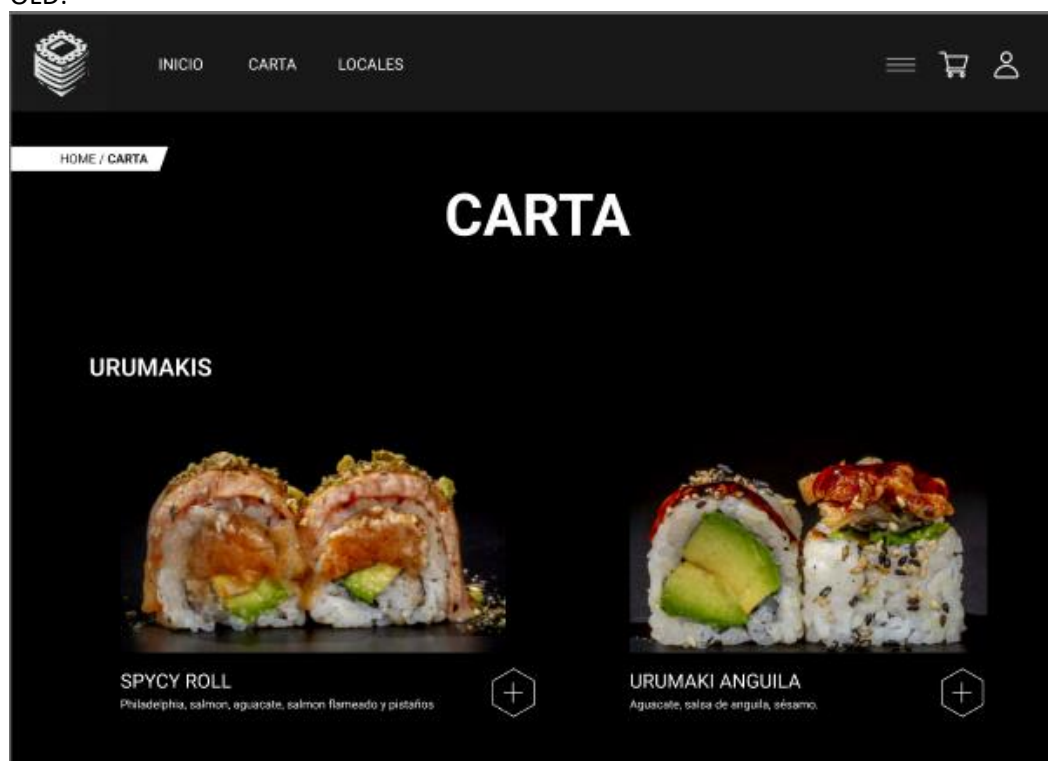 OLD:
INICIO CARTA LOCALES
HOME / CARTA
CARTA
URUMAKIS
SPYCY ROLL
Philadelphia, salmon, aguacate, salmon flameado y pistaños
URUMAKI ANGUILA
Aguacate, salsa de anguila, sésamo.